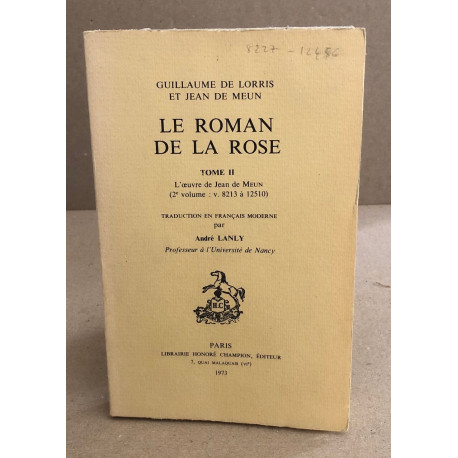 GUILLAUME DE LORRIS
ET JEAN DE MEUN
LE ROMAN
DE LA ROSE
TOME II
L'œuvre de Jean de MEUN
(2e volume : v. 8213 à 12510)
TRADUCTION EN FRANÇAIS MODERNE
par
André LANLY
Professeur à l'Université de Nancy
H.C
PARIS
LIBRAIRIE HONORÉ CHAMPION, ÉDITEUR
7, QUAI MALAQUAIS (VIe)
1973